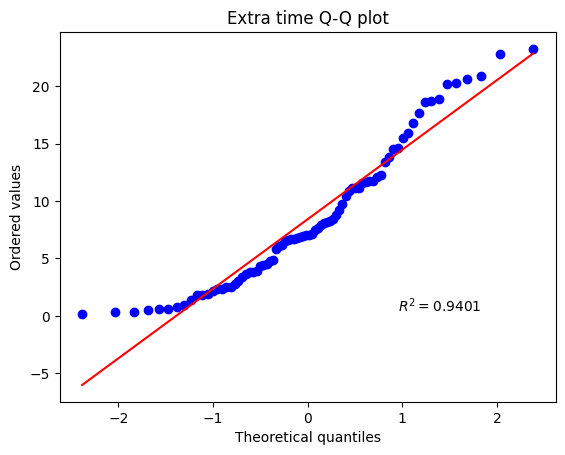 Extra time Q-Q plot
Ordered values
20
15
10
5
0
−5
R² = 0.9401
−2
−1
0
1
2
Theoretical quantiles